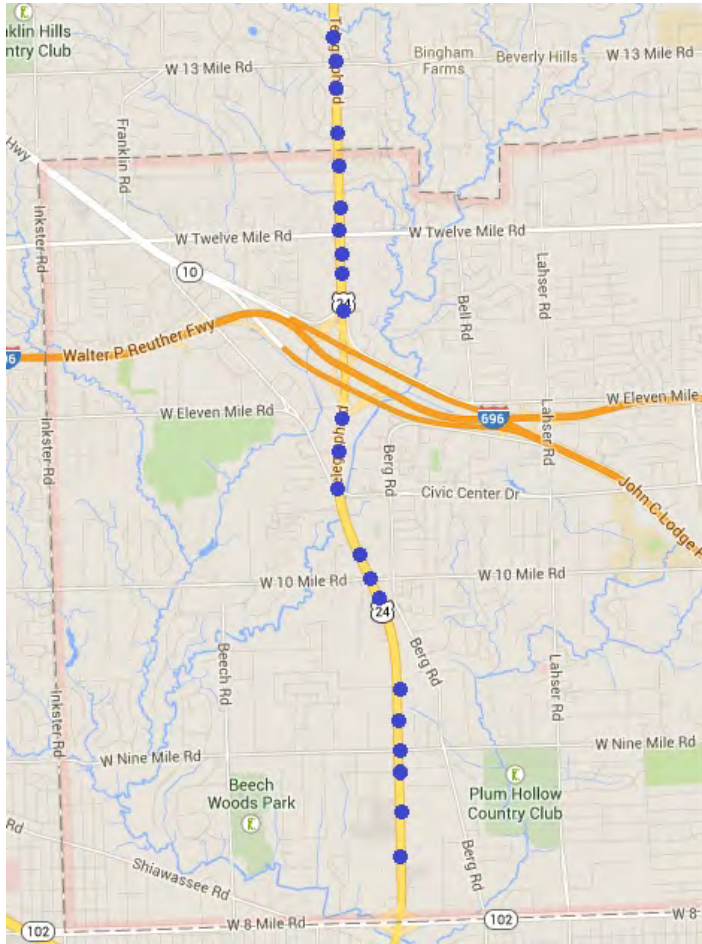 nklin Hills
ntry Club
Telegraph Rd
W 13 Mile Rd
Bingham
Farms
Beverly Hills
W 13 Mile Rd
Franklin Rd
Hwy
Inkster Rd
W Twelve Mile Rd
W Twelve Mile Rd
Lahser Rd
10
24
Bell Rd
96
Walter P Reuther Fwy
W Eleven Mile
W Eleven Mile Rd
696
Lahser Rd
Inkster Rd
Berg Rd
Civic Center Dr
John C Lodge F
W 10 Mile Rd
W 10 Mile Rd
24
Beech Rd
Berg Rd
Lahser Rd
Inkster Rd
W Nine Mile Rd
W Nine Mile Rd
Beech
Woods Park
Plum Hollow
Country Club
Rd
Shiawassee Rd
Berg Rd
102
W 8 Mile Rd
102
W 8